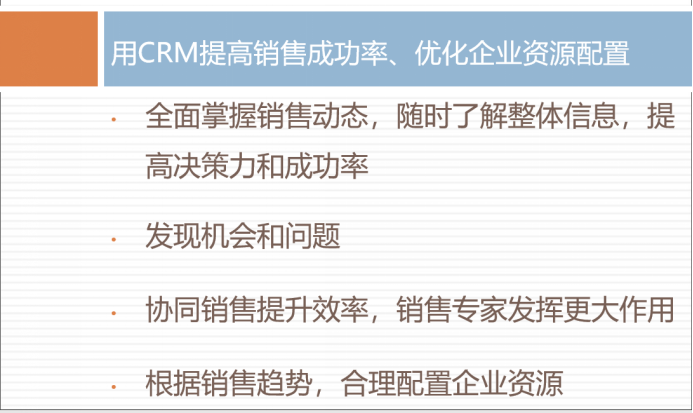 用CRM提高销售成功率、优化企业资源配置
• 全面掌握销售动态，随时了解整体信息，提
高决策力和成功率
• 发现机会和问题
• 协同销售提升效率，销售专家发挥更大作用
• 根据销售趋势，合理配置企业资源